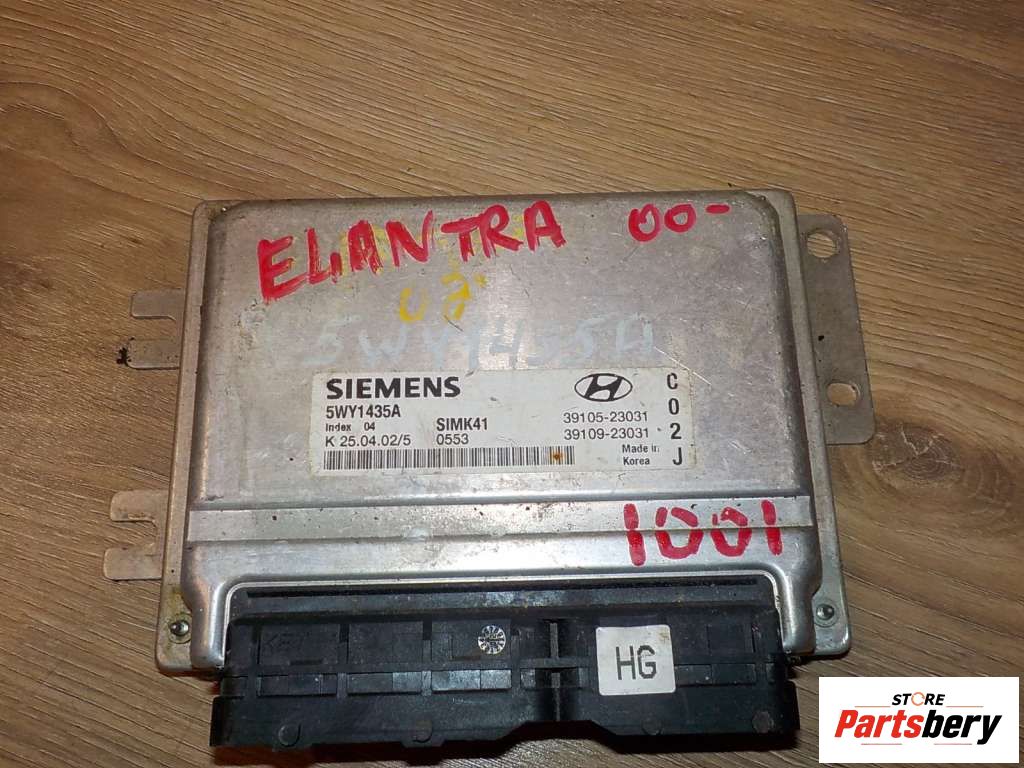 ELANTRA 00-
02
5WY1435A
SIEMENS
5WY1435A
Index 04 SIMK41 39105-23031
K 25.04.02/5 0553 39109-23031
Made in
Korea
C
0
2
J
1001
HG
STORE
Partsbery